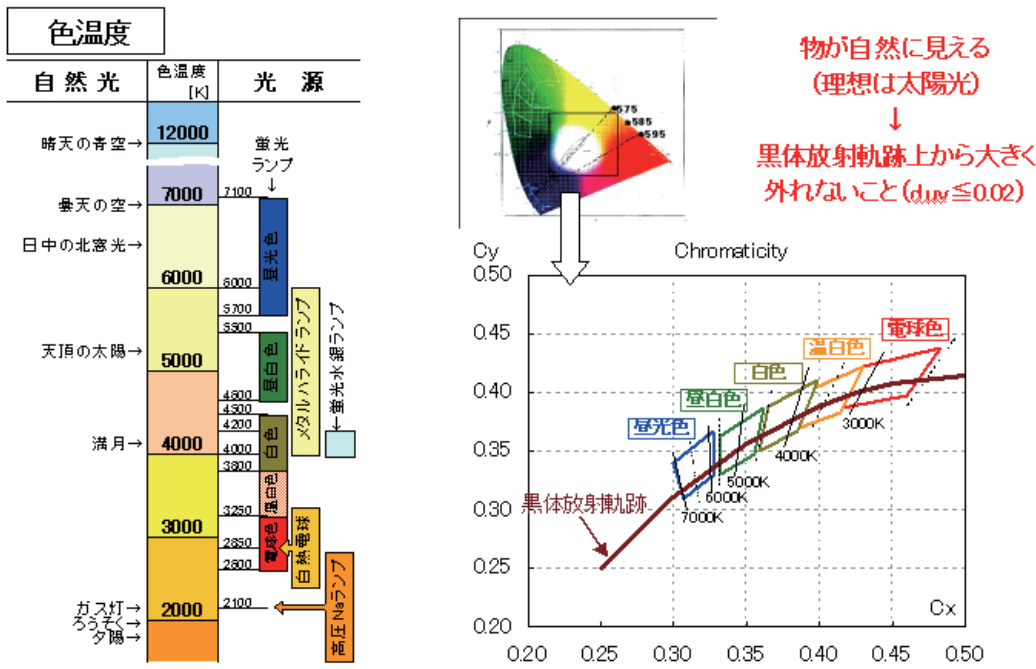 色温度
自然光
色温度
[K]
光源
12000
7000
6000
5000
4000
3000
2000
晴天の青空→
曇天の空→
日中の北窓光→
天頂の太陽→
満月→
ガス灯→
ろうそく→
夕陽→
蛍光
ランプ
↓
7100
6000
5700
5500
4600
4500
4200
4000
3800
3250
2850
2600
2100
昼光色
昼白色
白色
温白色
電球色
メタルハライドランプ
←蛍光水銀ランプ
白熱電球
高圧Naランプ
575
585
595
物が自然に見える
(理想は太陽光)
↓
黒体放射軌跡上から大きく
外れないこと(duv≦0.02)
Cy
Chromaticity
0.50
0.45
0.40
0.35
0.30
0.25
0.20
電球色
温白色
白色
昼白色
昼光色
3000K
4000K
5000K
6000K
7000K
黒体放射軌跡
Cx
0.20 0.25 0.30 0.35 0.40 0.45 0.50